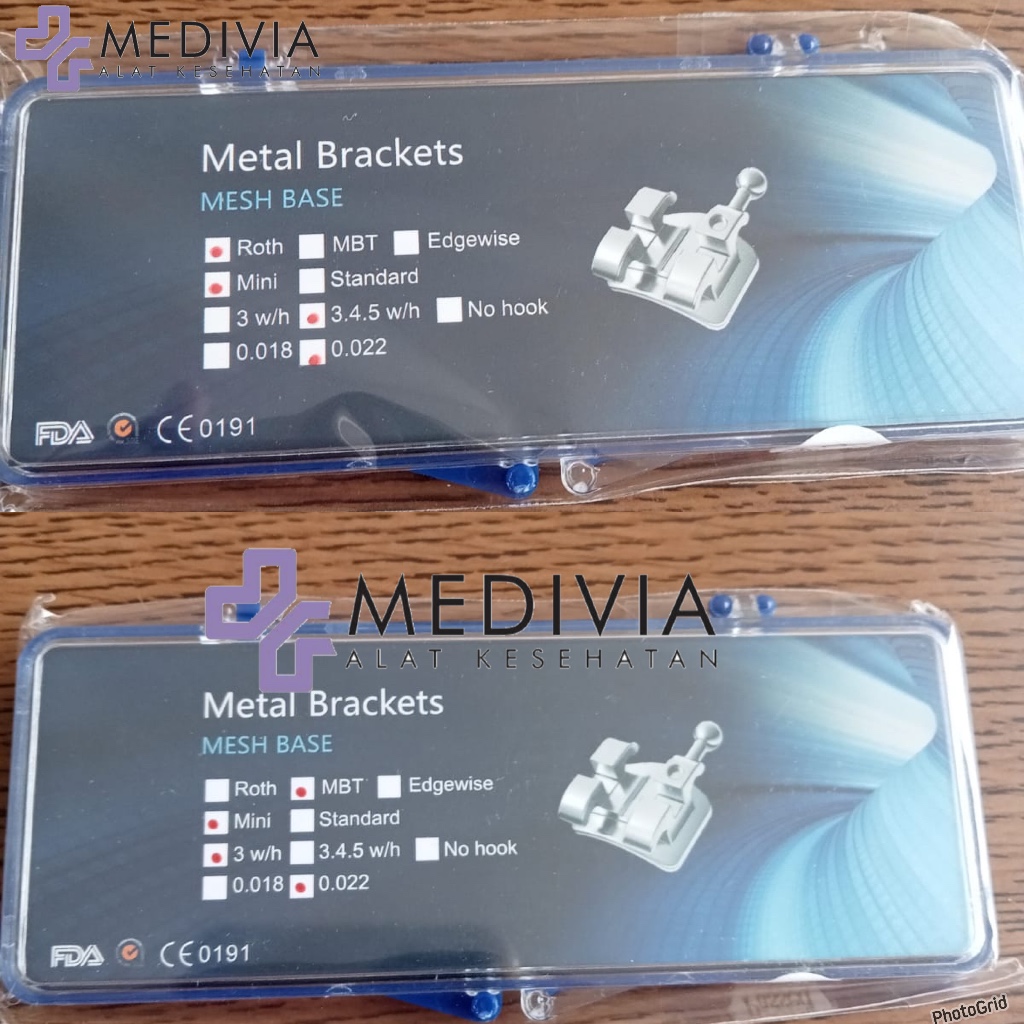 MEDIVIA
ALAT KESEHATAN
Metal Brackets
MESH BASE
Roth MBT Edgewise
Mini Standard
3 w/h 3.4.5 w/h No hook
0.018 0.022
FDA CE 0191
MEDIVIA
ALAT KESEHATAN
Metal Brackets
MESH BASE
Roth MBT Edgewise
Mini Standard
3 w/h 3.4.5 w/h No hook
0.018 0.022
FDA CE 0191
PhotoGrid